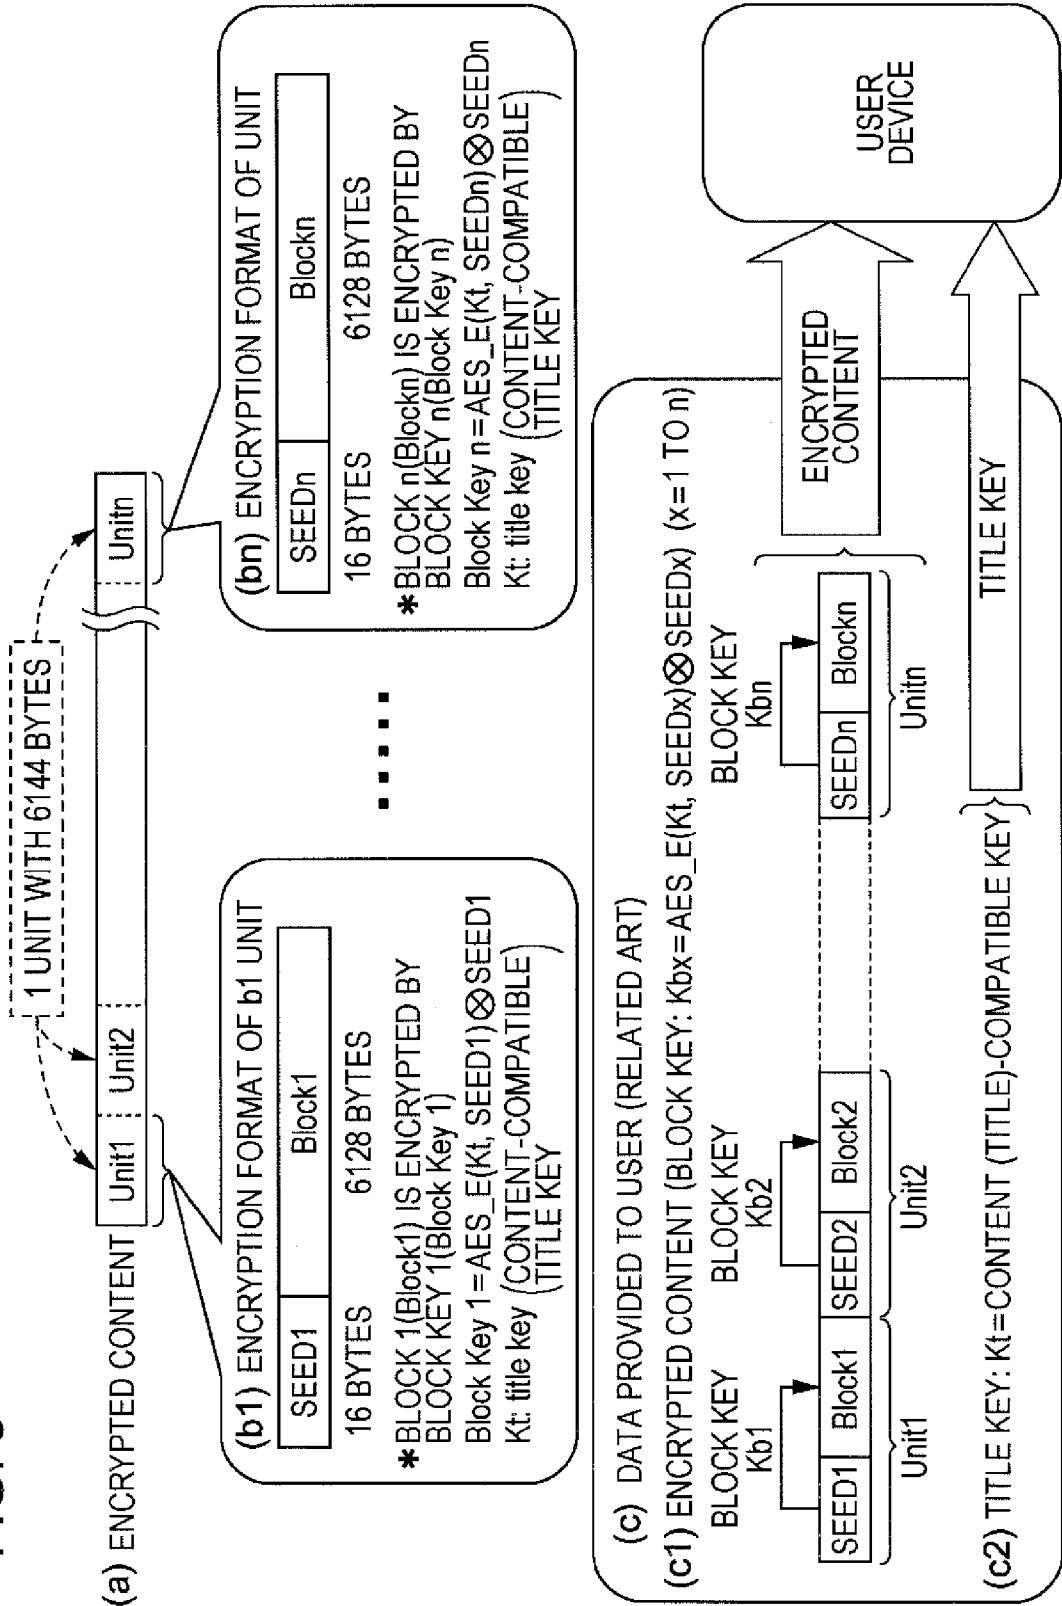 (a) ENCRYPTED CONTENT
1 UNIT WITH 6144 BYTES
Unit1
Unit2
Unitn
(b1) ENCRYPTION FORMAT OF b1 UNIT
SEED1
Block1
16 BYTES
6128 BYTES
* BLOCK 1(Block1) IS ENCRYPTED BY
BLOCK KEY 1(Block Key 1)
Block Key 1=AES_E(Kt, SEED1)⊗SEED1
Kt: title key (CONTENT-COMPATIBLE
TITLE KEY)
.....
(bn) ENCRYPTION FORMAT OF UNIT
SEEDn
Blockn
16 BYTES
6128 BYTES
* BLOCK n(Blockn) IS ENCRYPTED BY
BLOCK KEY n(Block Key n)
Block Key n=AES_E(Kt, SEEDn)⊗SEEDn
Kt: title key (CONTENT-COMPATIBLE
TITLE KEY)
(c) DATA PROVIDED TO USER (RELATED ART)
(c1) ENCRYPTED CONTENT (BLOCK KEY: Kbx=AES_E(Kt, SEEDx)⊗SEEDx) (x=1 TO n)
BLOCK KEY
Kb1
BLOCK KEY
Kb2
BLOCK KEY
Kbn
SEED1
Block1
SEED2
Block2
SEEDn
Blockn
Unit1
Unit2
Unitn
ENCRYPTED
CONTENT
(c2) TITLE KEY: Kt=CONTENT (TITLE)-COMPATIBLE KEY
TITLE KEY
USER
DEVICE